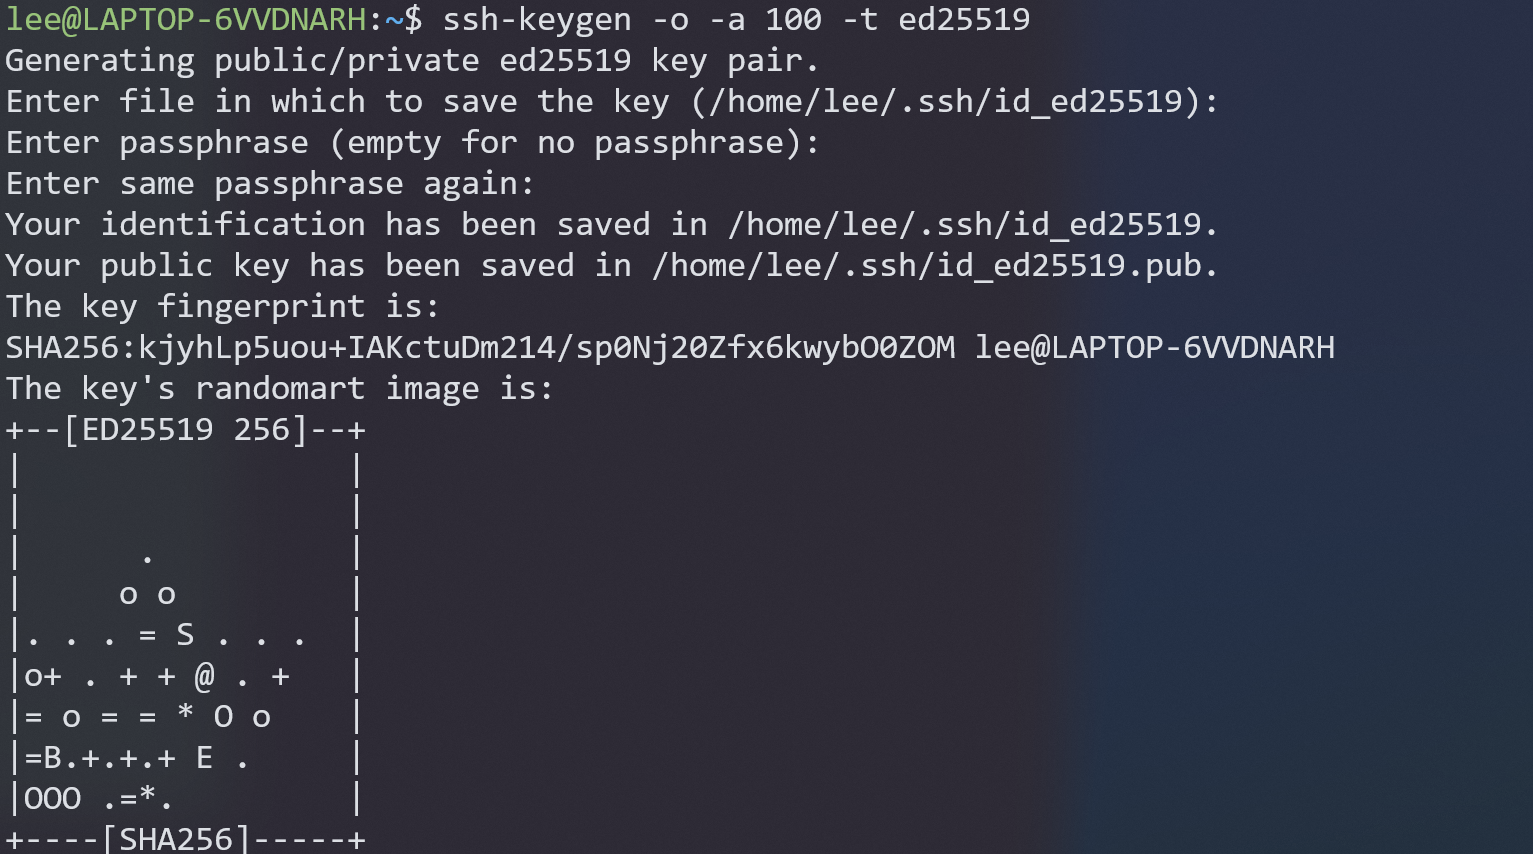 lee@LAPTOP-6VVDNARH:~$ ssh-keygen -o -a 100 -t ed25519
Generating public/private ed25519 key pair.
Enter file in which to save the key (/home/lee/.ssh/id_ed25519):
Enter passphrase (empty for no passphrase):
Enter same passphrase again:
Your identification has been saved in /home/lee/.ssh/id_ed25519.
Your public key has been saved in /home/lee/.ssh/id_ed25519.pub.
The key fingerprint is:
SHA256:kjyhLp5uou+IAKctuDm214/sp0Nj20Zfx6kwybO0ZOM lee@LAPTOP-6VVDNARH
The key's randomart image is:
+--[ED25519 256]--+
|                 |
|                 |
|      .          |
|     o o         |
|. . . = S . . .  |
|o+ . + + @ . +   |
|= o = = * O o    |
|=B.+.+.+ E .     |
|OOO .=*.         |
+----[SHA256]-----+